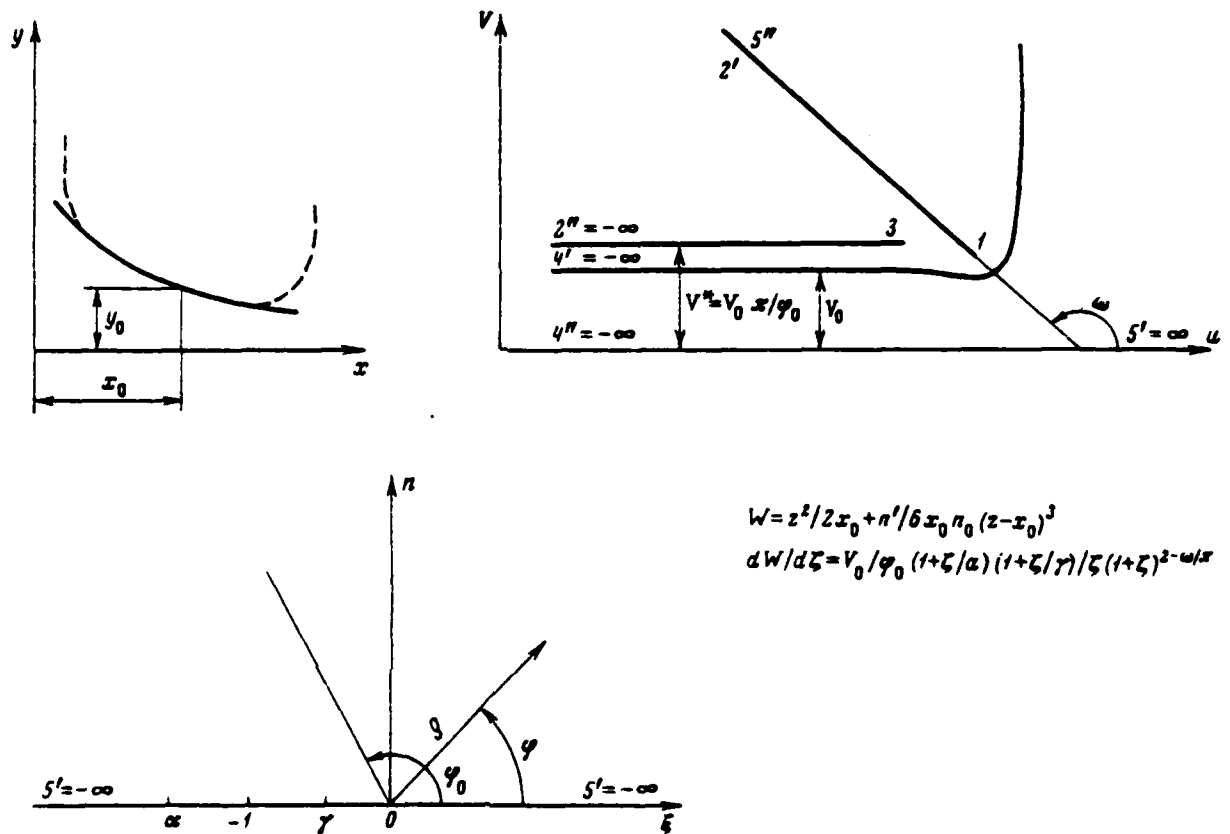 y
y₀
x₀
x
V
5"
2'
2" = -∞
3
1
4' = -∞
V* = V₀ π/φ₀
V₀
ω
4" = -∞
5' = ∞
u
n
W = z²/2x₀ + n'/6x₀n₀ (z-x₀)³
dW/dζ = V₀/φ₀ (1+ζ/α)(1+ζ/γ)/ζ(1+ζ)^{2-ω/π}
ρ
φ
φ₀
5' = -∞
5' = -∞
α
-1
γ
0
ξ